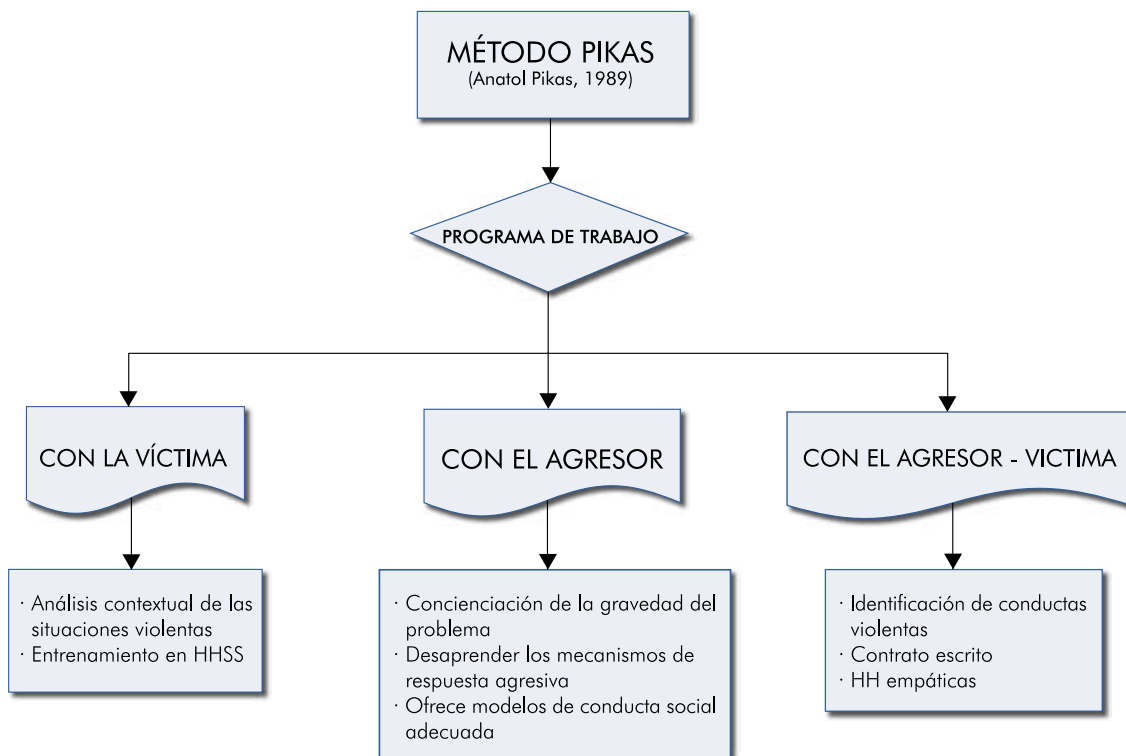 MÉTODO PIKAS
(Anatol Pikas, 1989)
PROGRAMA DE TRABAJO
CON LA VÍCTIMA
CON EL AGRESOR
CON EL AGRESOR - VICTIMA
· Análisis contextual de las
situaciones violentas
· Entrenamiento en HHSS
· Concienciación de la gravedad del
problema
· Desaprender los mecanismos de
respuesta agresiva
· Ofrece modelos de conducta social
adecuada
· Identificación de conductas
violentas
· Contrato escrito
· HH empáticas